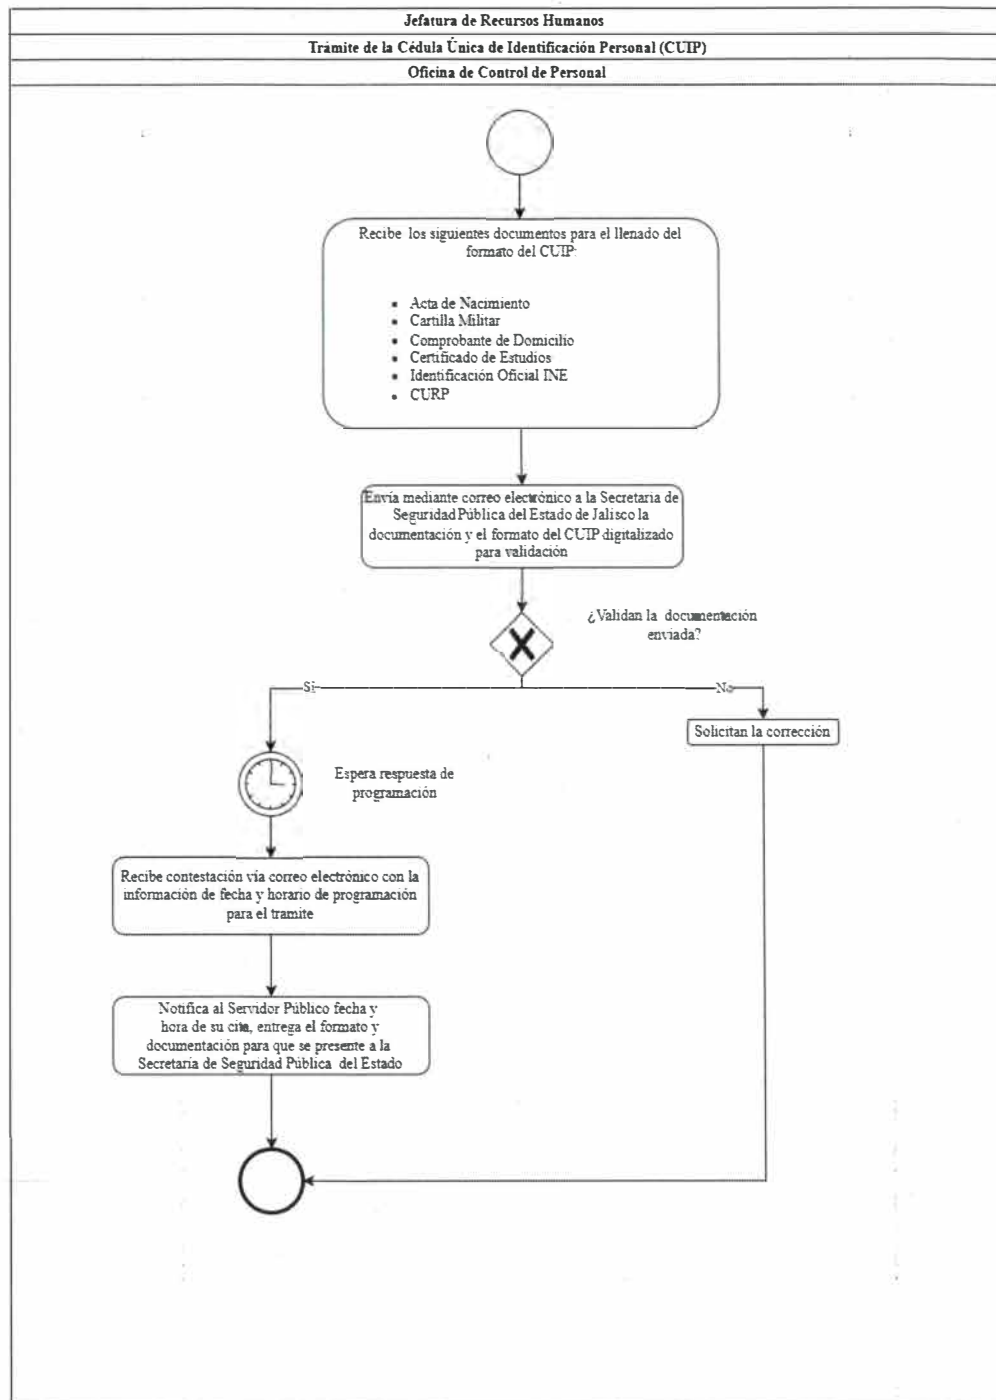 Jefatura de Recursos Humanos
Trámite de la Cédula Única de Identificación Personal (CUIP)
Oficina de Control de Personal
Recibe los siguientes documentos para el llenado del
formato del CUIP:
• Acta de Nacimiento
• Cartilla Militar
• Comprobante de Domicilio
• Certificado de Estudios
• Identificación Oficial INE
• CURP
Envía mediante correo electrónico a la Secretaria de
Seguridad Pública del Estado de Jalisco la
documentación y el formato del CUIP digitalizado
para validación
¿Validan la documentación
enviada?
Si
No
Solicitan la corrección
Espera respuesta de
programación
Recibe contestación vía correo electrónico con la
información de fecha y horario de programación
para el tramite
Notifica al Servidor Público fecha y
hora de su cita, entrega el formato y
documentación para que se presente a la
Secretaría de Seguridad Pública del Estado